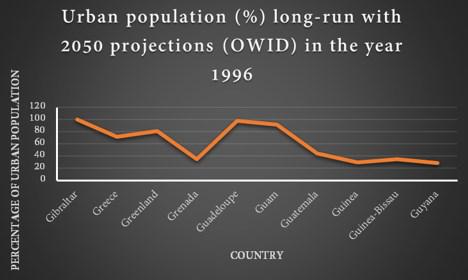 Urban population (%) long-run with
2050 projections (OWID) in the year
1996
PERCENTAGE OF URBAN POPULATION
120
100
80
60
40
20
0
Gibraltar
Greece
Greenland
Grenada
Guadeloupe
Guam
Guatemala
Guinea
Guinea-Bissau
Guyana
COUNTRY